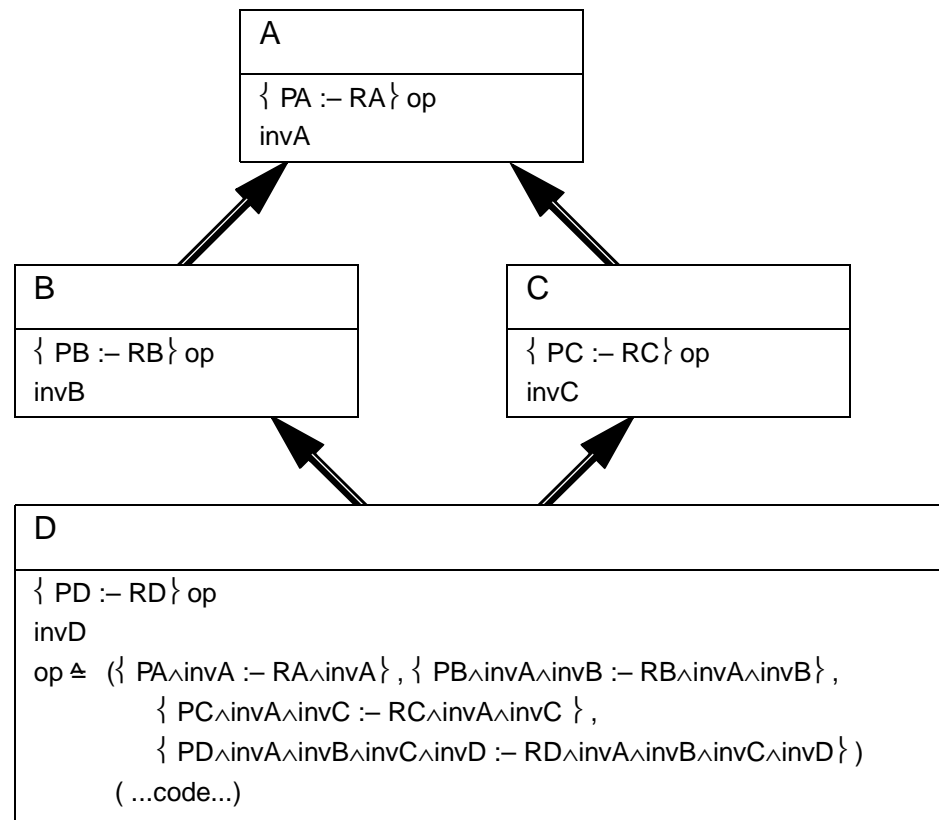 A
⎨ PA :– RA⎬ op
invA
B
⎨ PB :– RB⎬ op
invB
C
⎨ PC :– RC⎬ op
invC
D
⎨ PD :– RD⎬ op
invD
op ≙ (⎨ PA∧invA :– RA∧invA⎬ , ⎨ PB∧invA∧invB :– RB∧invA∧invB⎬ ,
⎨ PC∧invA∧invC :– RC∧invA∧invC ⎬ ,
⎨ PD∧invA∧invB∧invC∧invD :– RD∧invA∧invB∧invC∧invD⎬ )
( ...code...)